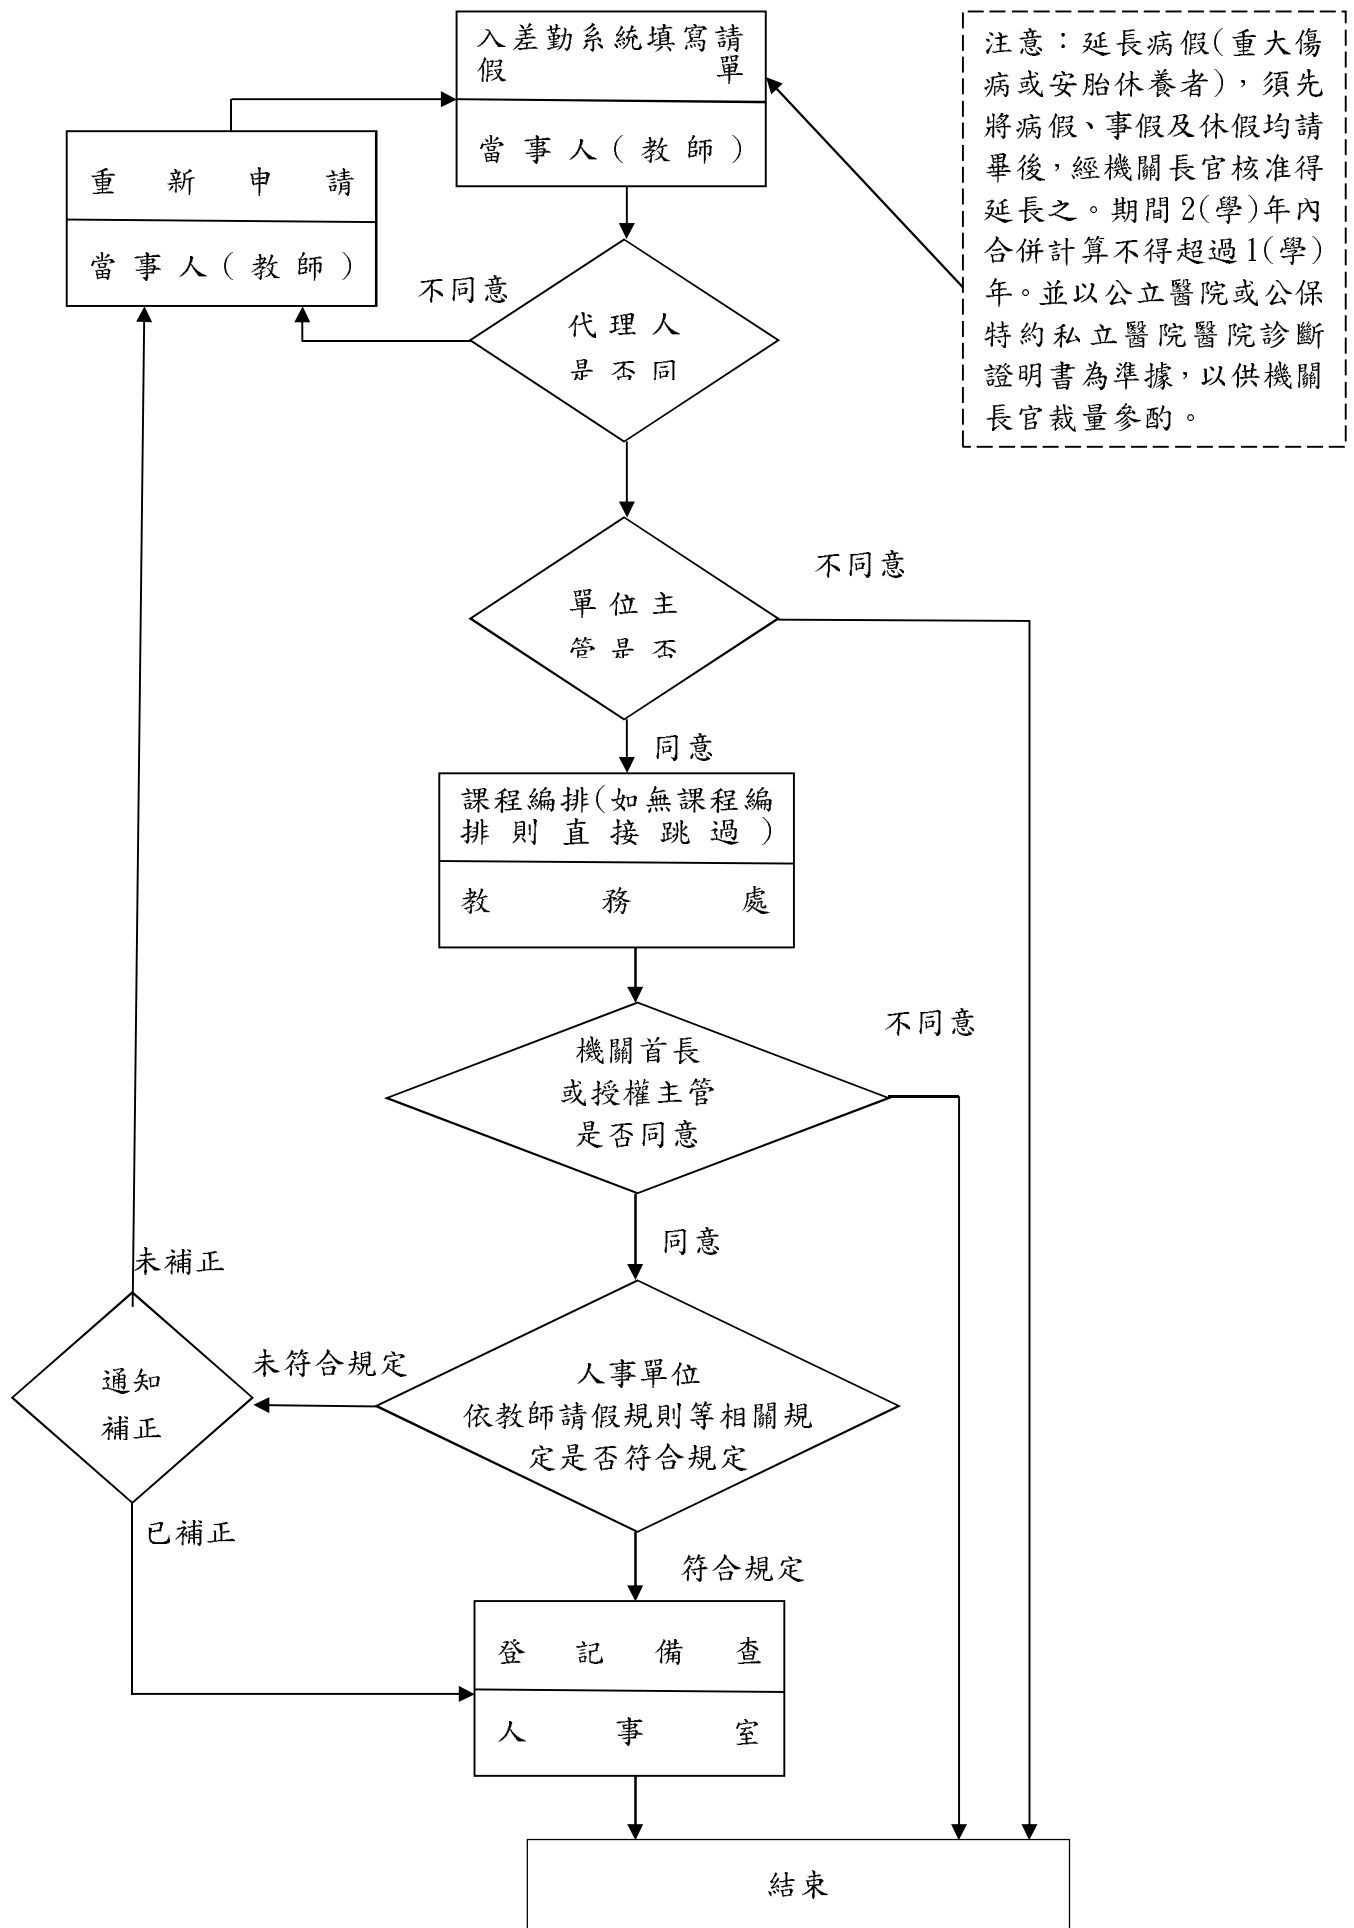 入差勤系統填寫請
假單
當事人(教師)
注意：延長病假(重大傷
病或安胎休養者)，須先
將病假、事假及休假均請
畢後，經機關長官核准得
延長之。期間2(學)年內
合併計算不得超過1(學)
年。並以公立醫院或公保
特約私立醫院醫院診斷
證明書為準據，以供機關
長官裁量參酌。
重新申請
當事人(教師)
不同意
代理人
是否同
不同意
單位主
管是否
同意
課程編排(如無課程編
排則直接跳過)
教務處
不同意
機關首長
或授權主管
是否同意
同意
未補正
通知
補正
未符合規定
人事單位
依教師請假規則等相關規
定是否符合規定
已補正
符合規定
登記備查
人事室
結束